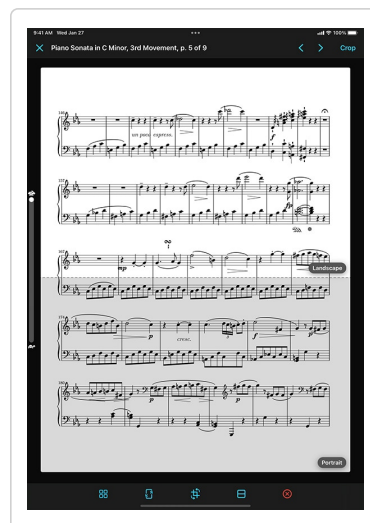 9:41 AM Wed Jan 27
100%
Piano Sonata in C Minor, 3rd Movement, p. 5 of 9
Crop
un poco espress.
f
mp
Landscape
p
cresc.
f
p
p
p
Portrait